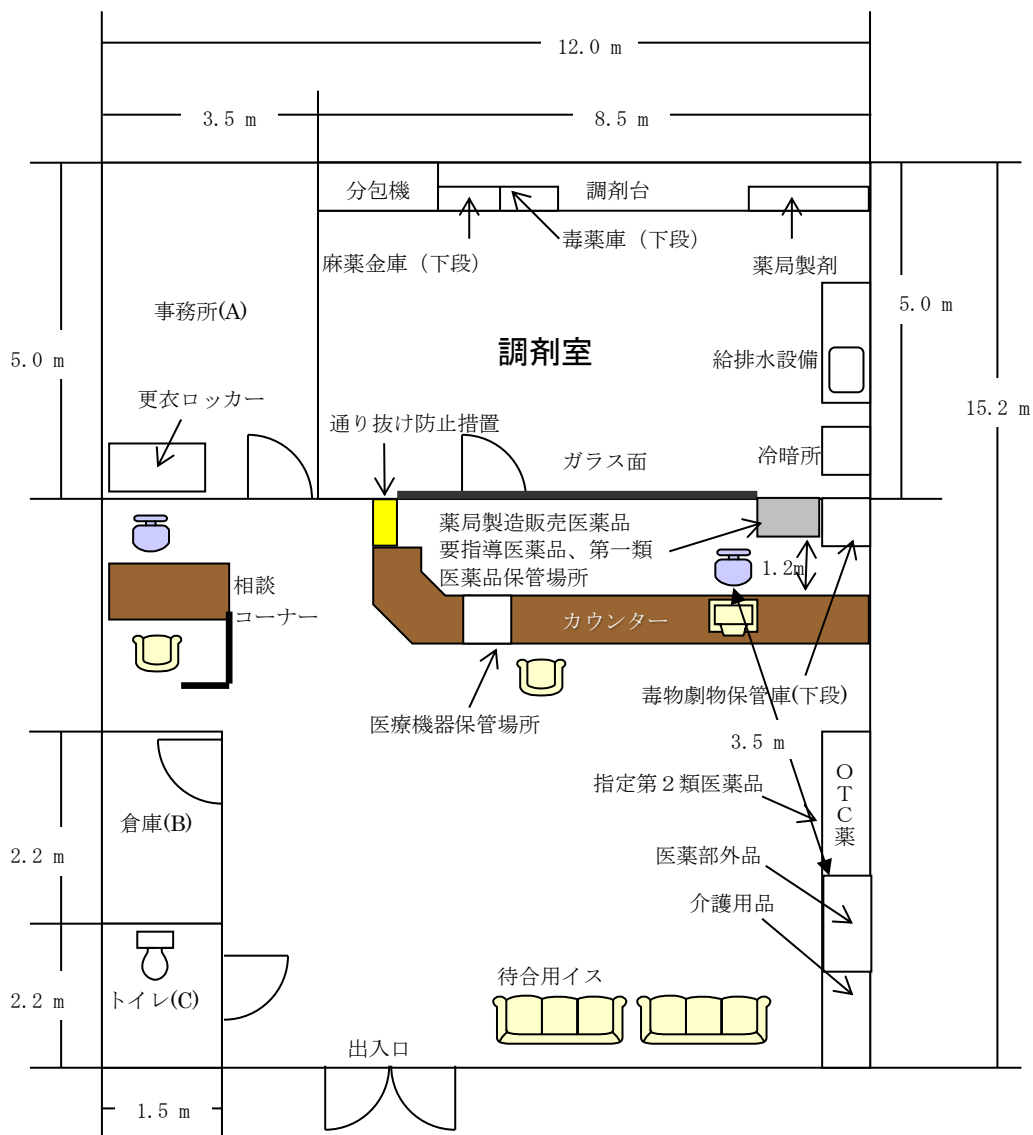 12.0 m
3.5 m
8.5 m
分包機
調剤台
毒薬庫（下段）
麻薬金庫（下段）
薬局製剤
事務所(A)
5.0 m
5.0 m
調剤室
給排水設備
更衣ロッカー
15.2 m
通り抜け防止措置
ガラス面
冷暗所
薬局製造販売医薬品
要指導医薬品、第一類
医薬品保管場所
1.2m
相談
コーナー
カウンター
毒物劇物保管庫(下段)
医療機器保管場所
3.5 m
指定第２類医薬品
ＯＴＣ薬
倉庫(B)
2.2 m
医薬部外品
介護用品
待合用イス
2.2 m
トイレ(C)
出入口
1.5 m